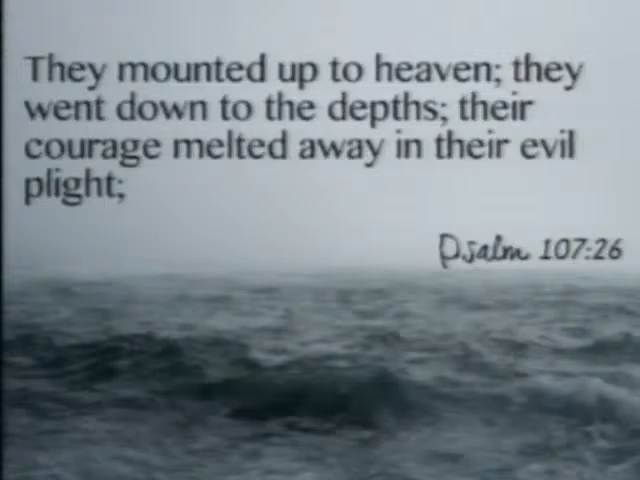 They mounted up to heaven; they
went down to the depths; their
courage melted away in their evil
plight;
Psalm 107:26